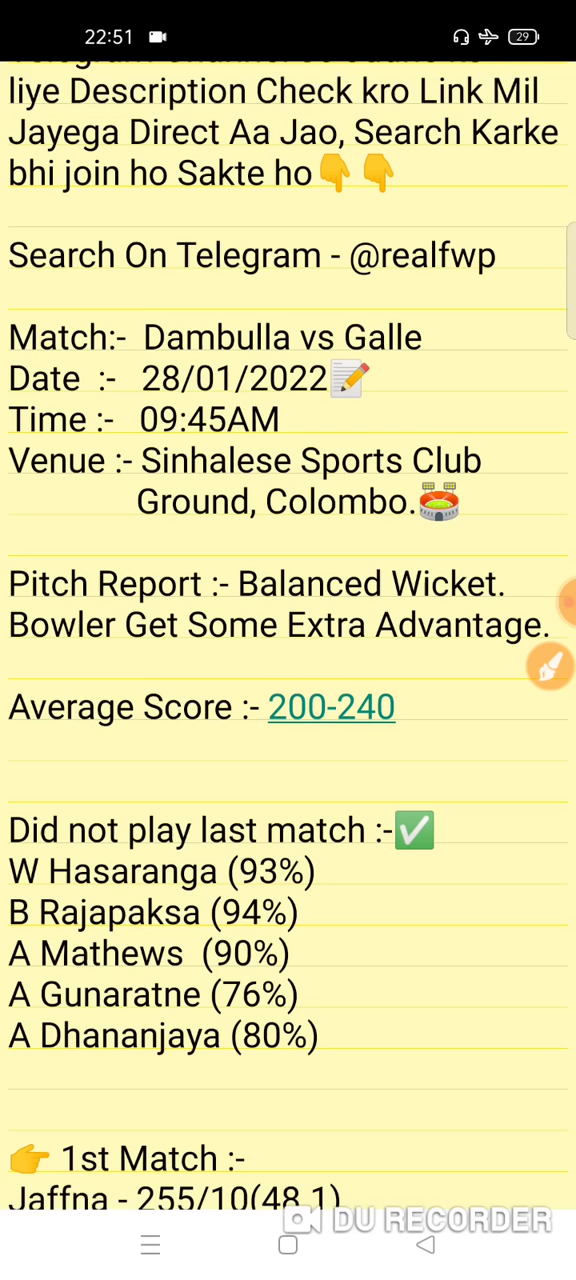 22:51
29
liye Description Check kro Link Mil
Jayega Direct Aa Jao, Search Karke
bhi join ho Sakte ho👇👇
Search On Telegram - @realfwp
Match:- Dambulla vs Galle
Date :- 28/01/2022📝
Time :- 09:45AM
Venue :- Sinhalese Sports Club
Ground, Colombo.🏟️
Pitch Report :- Balanced Wicket.
Bowler Get Some Extra Advantage.
Average Score :- 200-240
Did not play last match :-✅
W Hasaranga (93%)
B Rajapaksa (94%)
A Mathews (90%)
A Gunaratne (76%)
A Dhananjaya (80%)
👉 1st Match :-
Jaffna - 255/10(48.1)
DU RECORDER